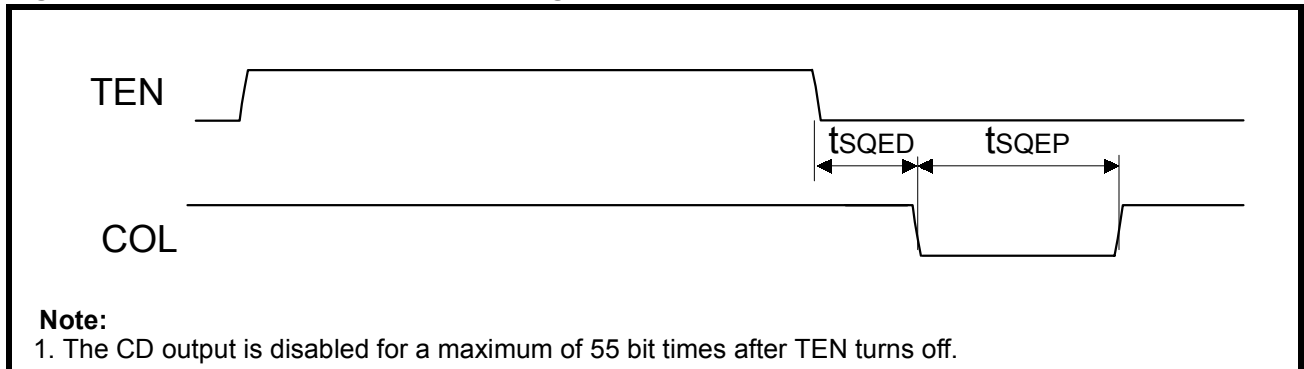 TEN
tSQED tSQEP
COL
Note:
1. The CD output is disabled for a maximum of 55 bit times after TEN turns off.